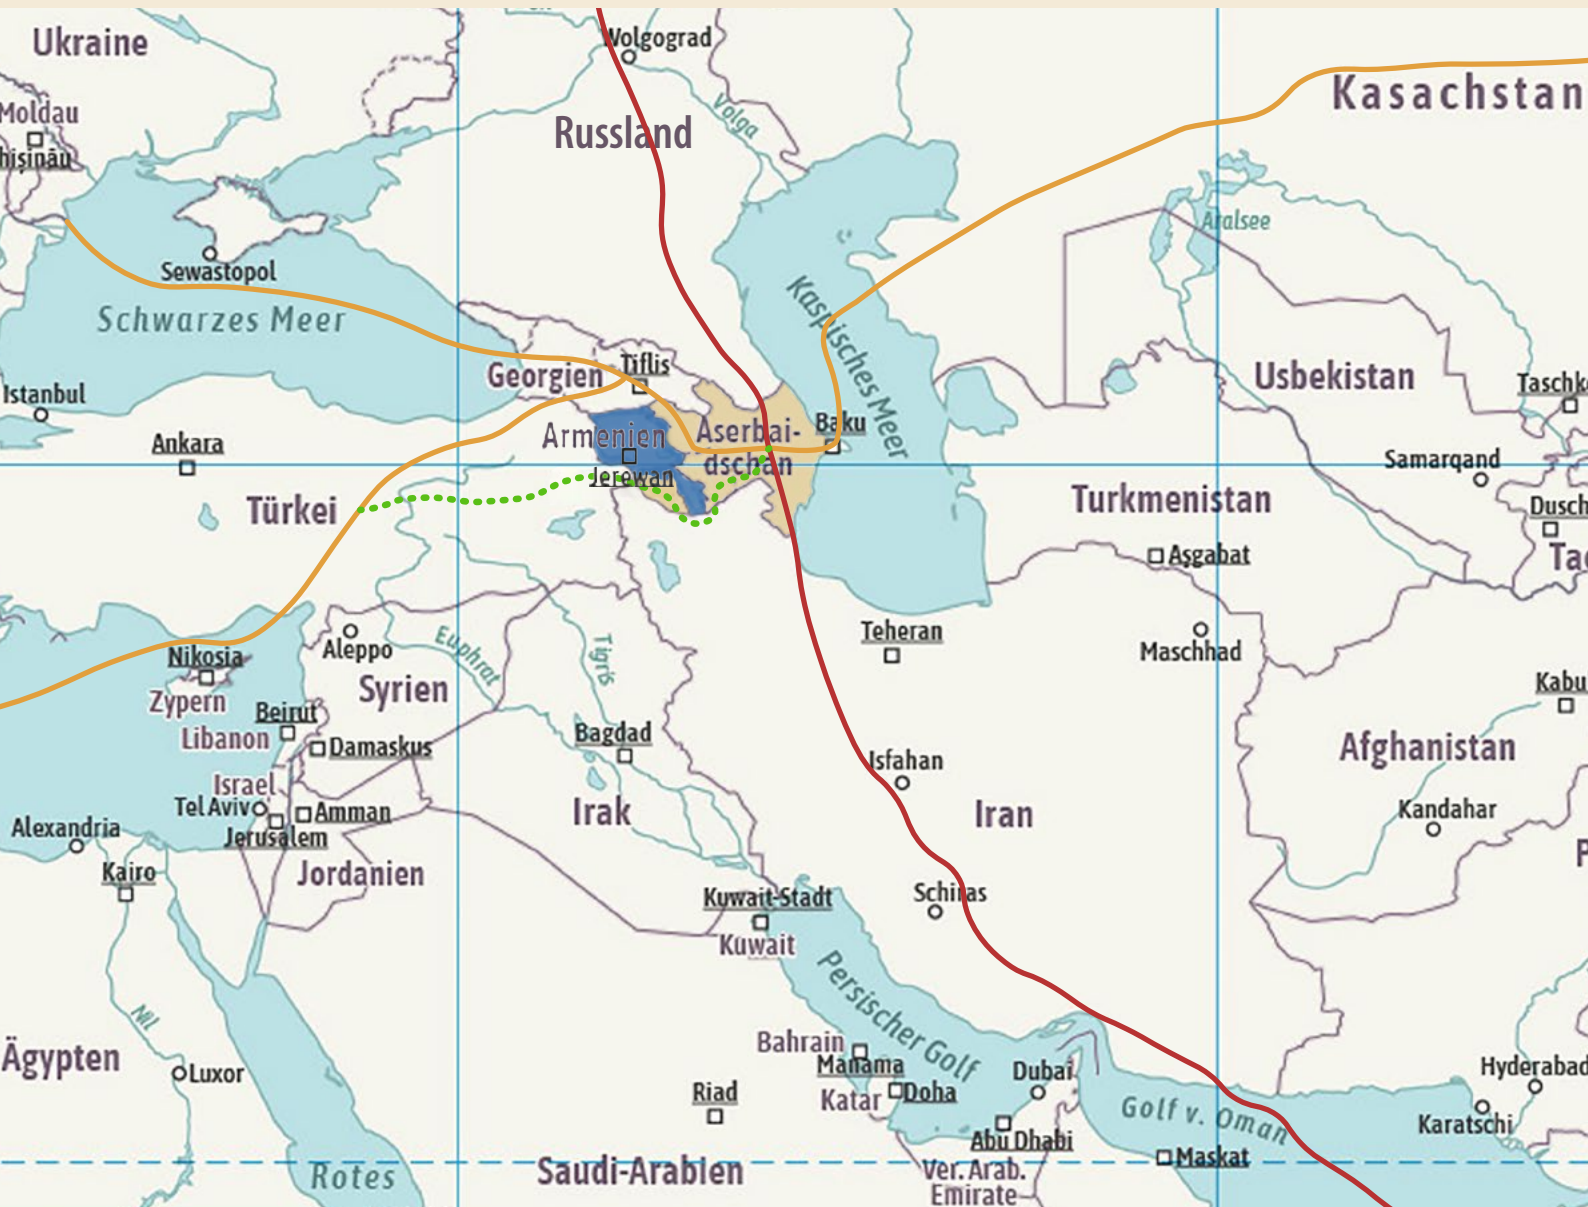 Ukraine
Wolgograd
Kasachstan
Moldau
Wolga
Russland
Aralsee
Sewastopol
Schwarzes Meer
Kaspisches Meer
Tiflis
Georgien
Usbekistan
Istanbul
Baku
Aserbai-
dschan
Armenien
Jerewan
Ankara
Samarqand
Türkei
Turkmenistan
Aşgabat
Teheran
Maschhad
Aleppo
Euphrat
Tigris
Nikosia
Zypern
Syrien
Beirut
Libanon
Damaskus
Bagdad
Isfahan
Afghanistan
Israel
Tel Aviv
Amman
Jerusalem
Irak
Iran
Kandahar
Alexandria
Kairo
Jordanien
Kuwait-Stadt
Kuwait
Schiras
Persischer Golf
Nil
Ägypten
Luxor
Bahrain
Manama
Katar
Doha
Dubai
Abu Dhabi
Riad
Hyderabad
Karatschi
Golf v. Oman
Maskat
Saudi-Arabien
Ver. Arab.
Emirate
Rotes